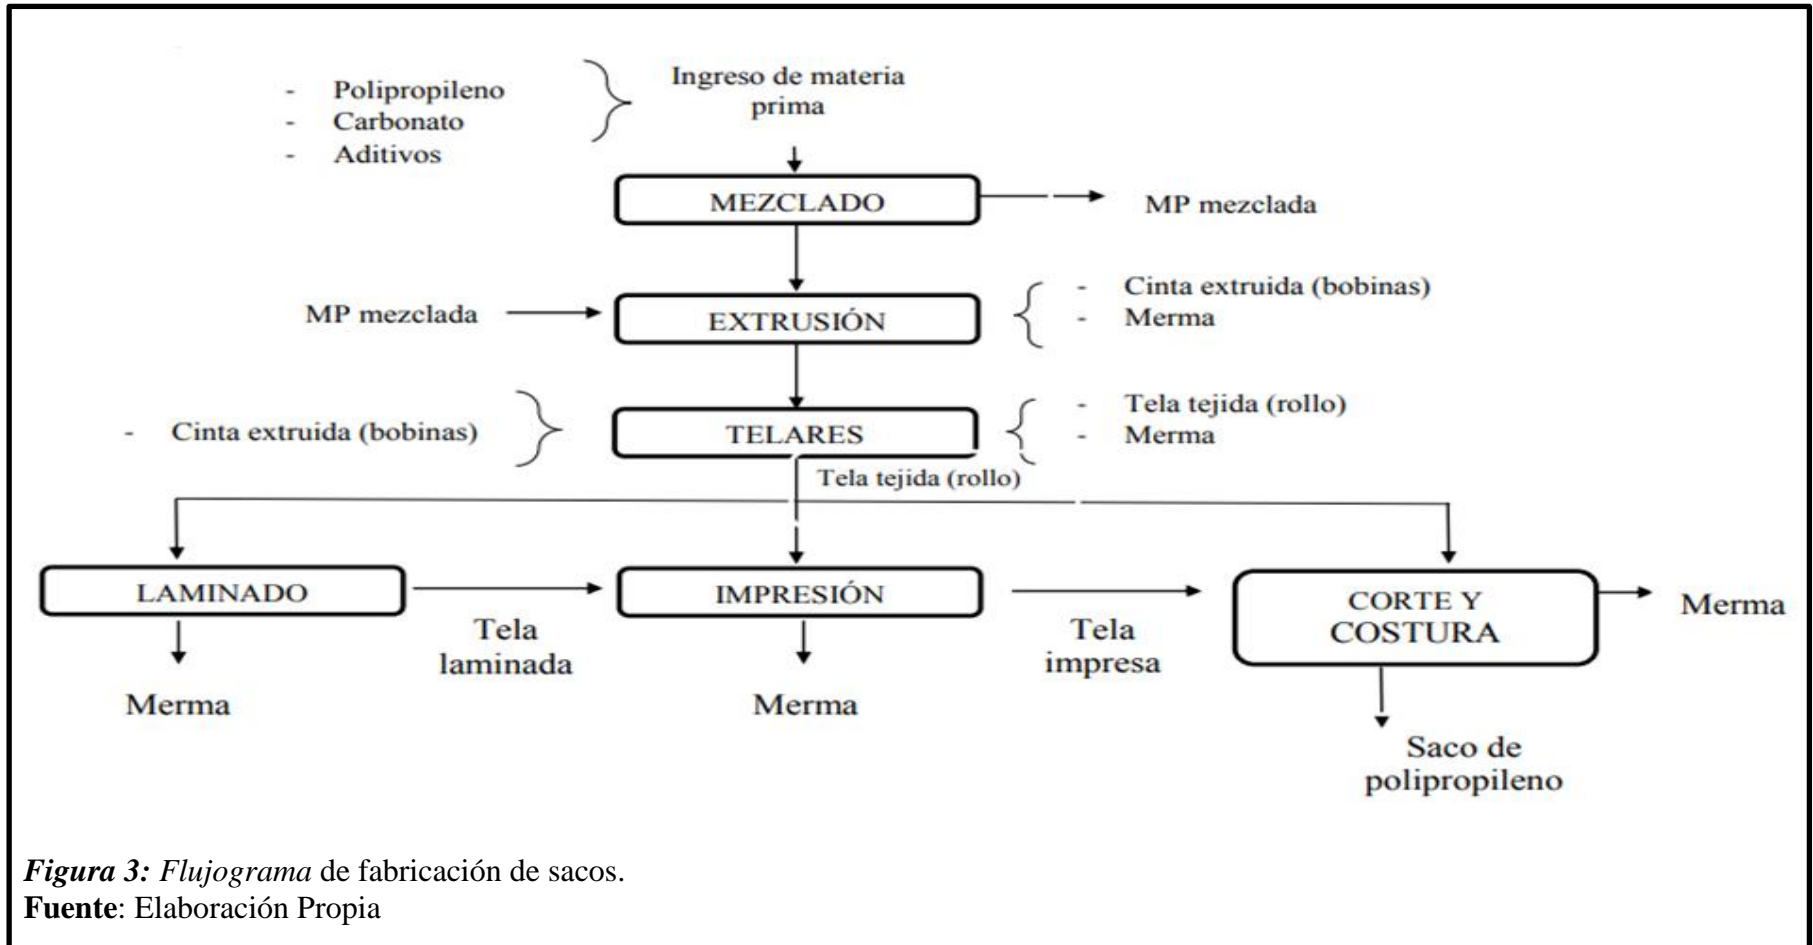 - Polipropileno
- Carbonato
- Aditivos
Ingreso de materia
prima
MEZCLADO
MP mezclada
MP mezclada
EXTRUSIÓN
- Cinta extruida (bobinas)
- Merma
- Cinta extruida (bobinas)
TELARES
- Tela tejida (rollo)
- Merma
Tela tejida (rollo)
LAMINADO
Tela
laminada
Merma
IMPRESIÓN
Tela
impresa
Merma
CORTE Y
COSTURA
Merma
Saco de
polipropileno
Figura 3: Flujograma de fabricación de sacos.
Fuente: Elaboración Propia